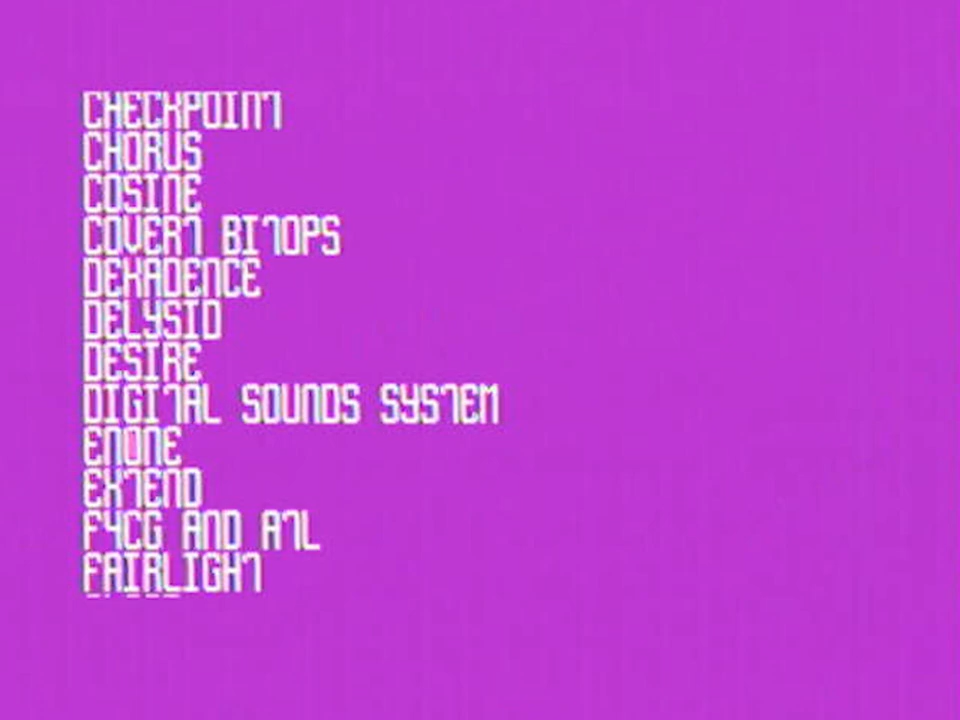 CHECKPOINT
CHORUS
COSINE
COVERT BITOPS
DEKADENCE
DELYSID
DESIRE
DIGITAL SOUNDS SYSTEM
ENONE
EXTEND
F4CG AND ATL
FAIRLIGHT